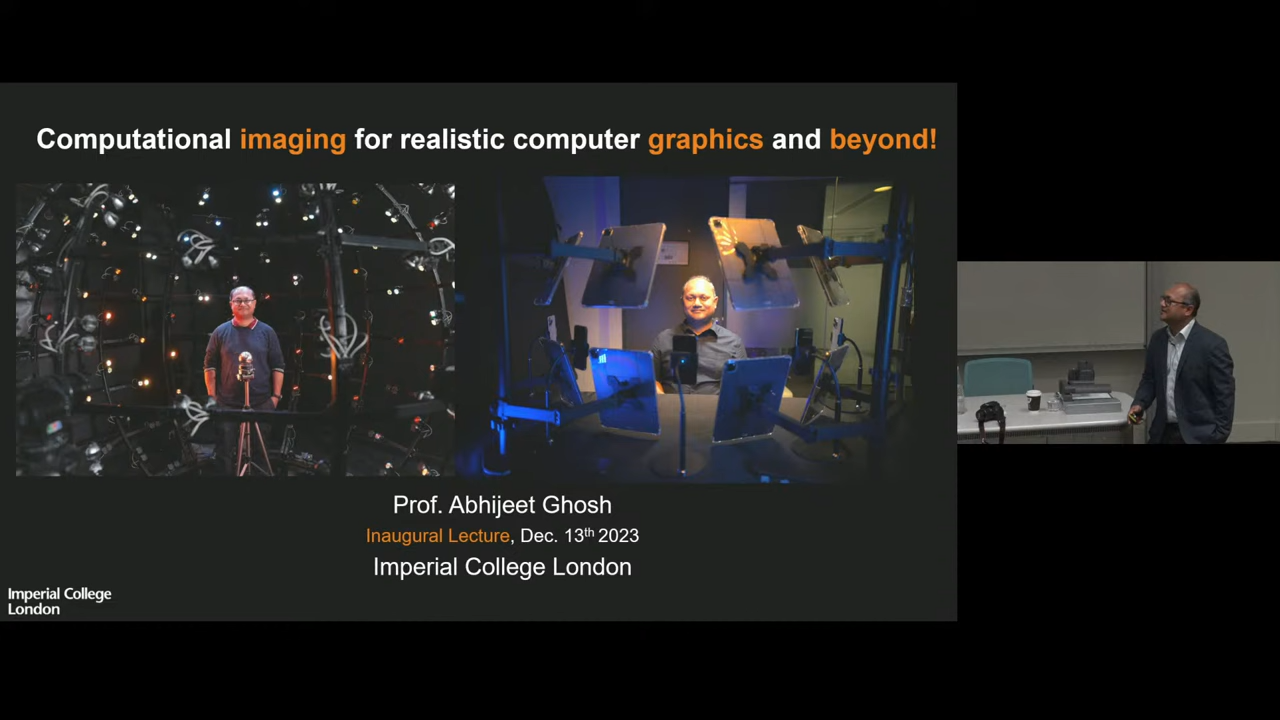 Computational imaging for realistic computer graphics and beyond!
Prof. Abhijeet Ghosh
Inaugural Lecture, Dec. 13th 2023
Imperial College London
Imperial College
London